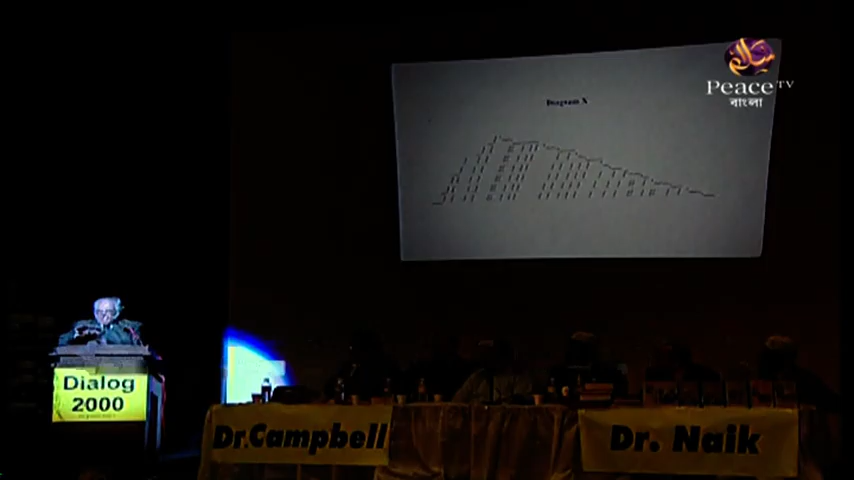 Peace TV
বাংলা
Diagram X
Dialog
2000
Dr.Campbell
Dr. Naik